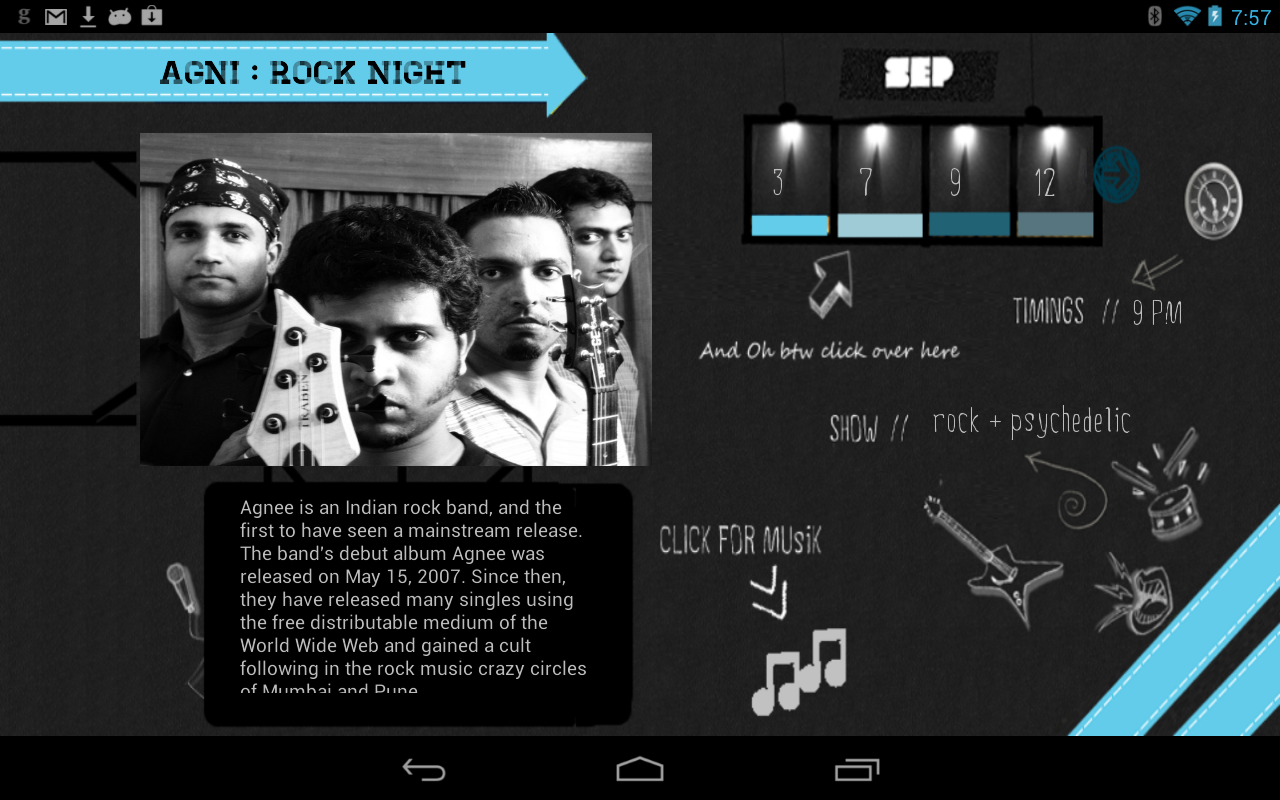 g
7:57
AGNI : ROCK NIGHT
SEP
3 7 9 12
TIMINGS // 9 PM
And Oh btw click over here
SHOW // rock + psychedelic
Agnee is an Indian rock band, and the
first to have seen a mainstream release.
The band's debut album Agnee was
released on May 15, 2007. Since then,
they have released many singles using
the free distributable medium of the
World Wide Web and gained a cult
following in the rock music crazy circles
of Mumbai and Pune
CLICK FOR MUSiK